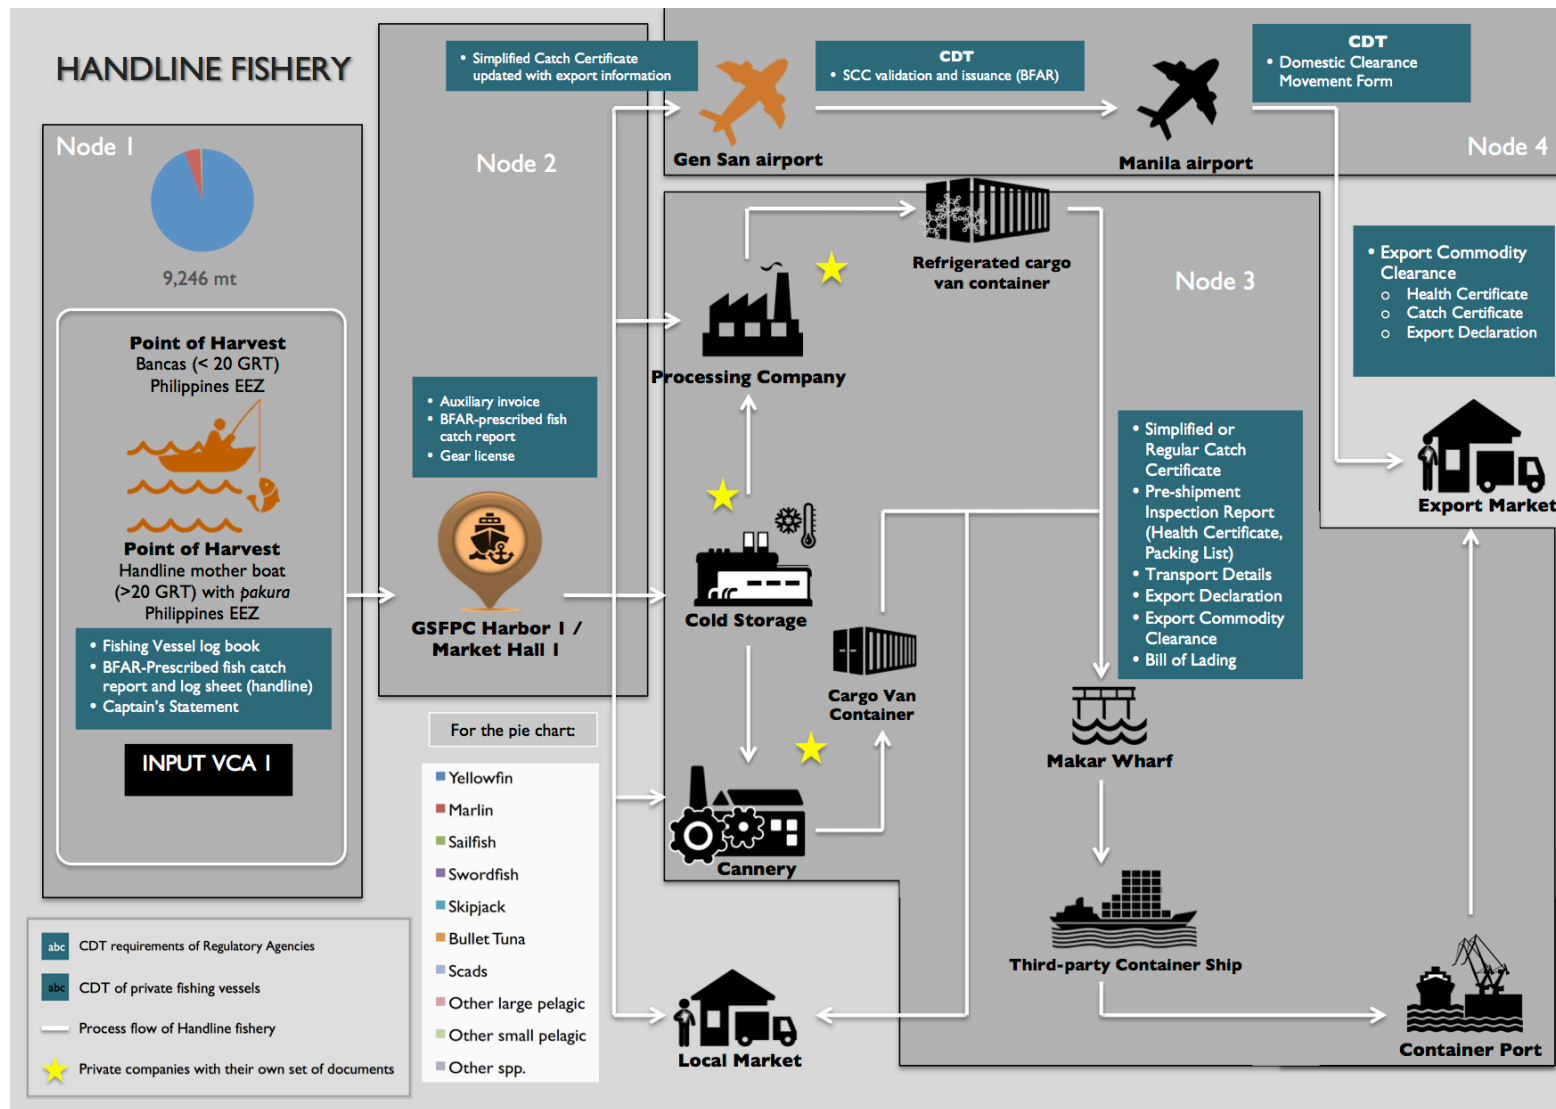 HANDLINE FISHERY
Node 1
9,246 mt
Point of Harvest
Bancas (< 20 GRT)
Philippines EEZ
Point of Harvest
Handline mother boat
(>20 GRT) with pakura
Philippines EEZ
• Fishing Vessel log book
• BFAR-Prescribed fish catch
report and log sheet (handline)
• Captain's Statement
INPUT VCA 1
Node 2
• Simplified Catch Certificate
updated with export information
• Auxiliary invoice
• BFAR-prescribed fish
catch report
• Gear license
GSFPC Harbor 1 /
Market Hall 1
For the pie chart:
Yellowfin
Marlin
Sailfish
Swordfish
Skipjack
Bullet Tuna
Scads
Other large pelagic
Other small pelagic
Other spp.
Gen San airport
CDT
• SCC validation and issuance (BFAR)
Manila airport
CDT
• Domestic Clearance
Movement Form
Node 4
Refrigerated cargo
van container
Node 3
Processing Company
Cold Storage
Cargo Van
Container
Cannery
Local Market
• Export Commodity
Clearance
o Health Certificate
o Catch Certificate
o Export Declaration
Export Market
• Simplified or
Regular Catch
Certificate
• Pre-shipment
Inspection Report
(Health Certificate,
Packing List)
• Transport Details
• Export Declaration
• Export Commodity
Clearance
• Bill of Lading
Makar Wharf
Third-party Container Ship
Container Port
abc CDT requirements of Regulatory Agencies
abc CDT of private fishing vessels
Process flow of Handline fishery
Private companies with their own set of documents